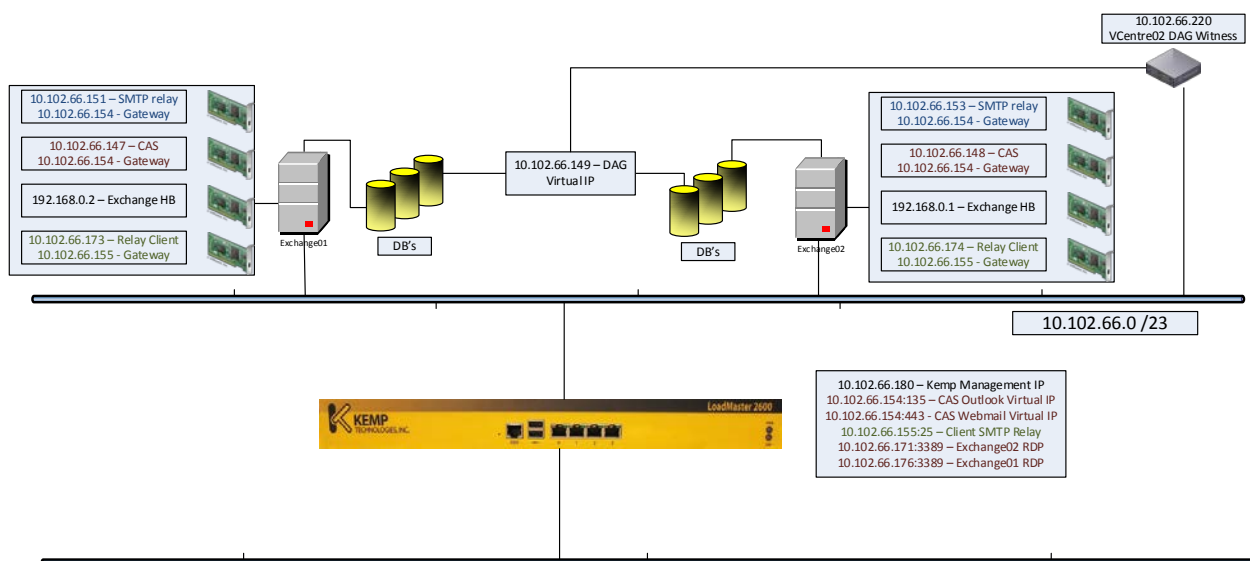 10.102.66.220
VCentre02 DAG Witness
10.102.66.151 – SMTP relay
10.102.66.154 - Gateway
10.102.66.147 – CAS
10.102.66.154 - Gateway
192.168.0.2 – Exchange HB
10.102.66.173 – Relay Client
10.102.66.155 - Gateway
Exchange01
DB's
10.102.66.149 – DAG
Virtual IP
DB's
Exchange02
10.102.66.153 – SMTP relay
10.102.66.154 - Gateway
10.102.66.148 – CAS
10.102.66.154 - Gateway
192.168.0.1 – Exchange HB
10.102.66.174 – Relay Client
10.102.66.155 - Gateway
10.102.66.0 /23
KEMP
TECHNOLOGIES, INC.
LoadMaster 2600
10.102.66.180 – Kemp Management IP
10.102.66.154:135 – CAS Outlook Virtual IP
10.102.66.154:443 - CAS Webmail Virtual IP
10.102.66.155:25 – Client SMTP Relay
10.102.66.171:3389 – Exchange02 RDP
10.102.66.176:3389 – Exchange01 RDP